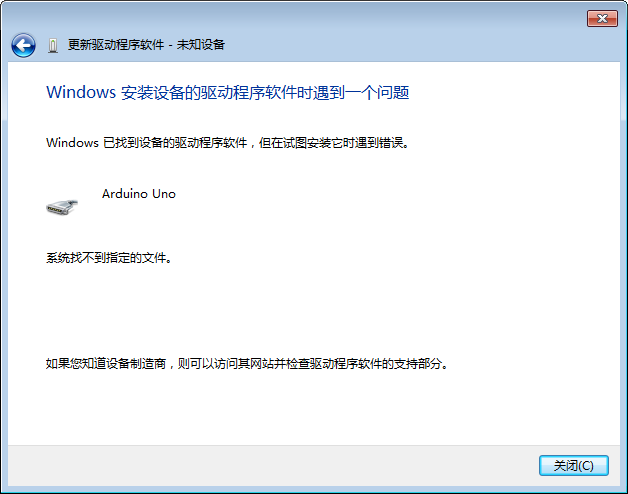 更新驱动程序软件 - 未知设备
Windows 安装设备的驱动程序软件时遇到一个问题
Windows 已找到设备的驱动程序软件，但在试图安装它时遇到错误。
Arduino Uno
系统找不到指定的文件。
如果您知道设备制造商，则可以访问其网站并检查驱动程序软件的支持部分。
关闭(C)